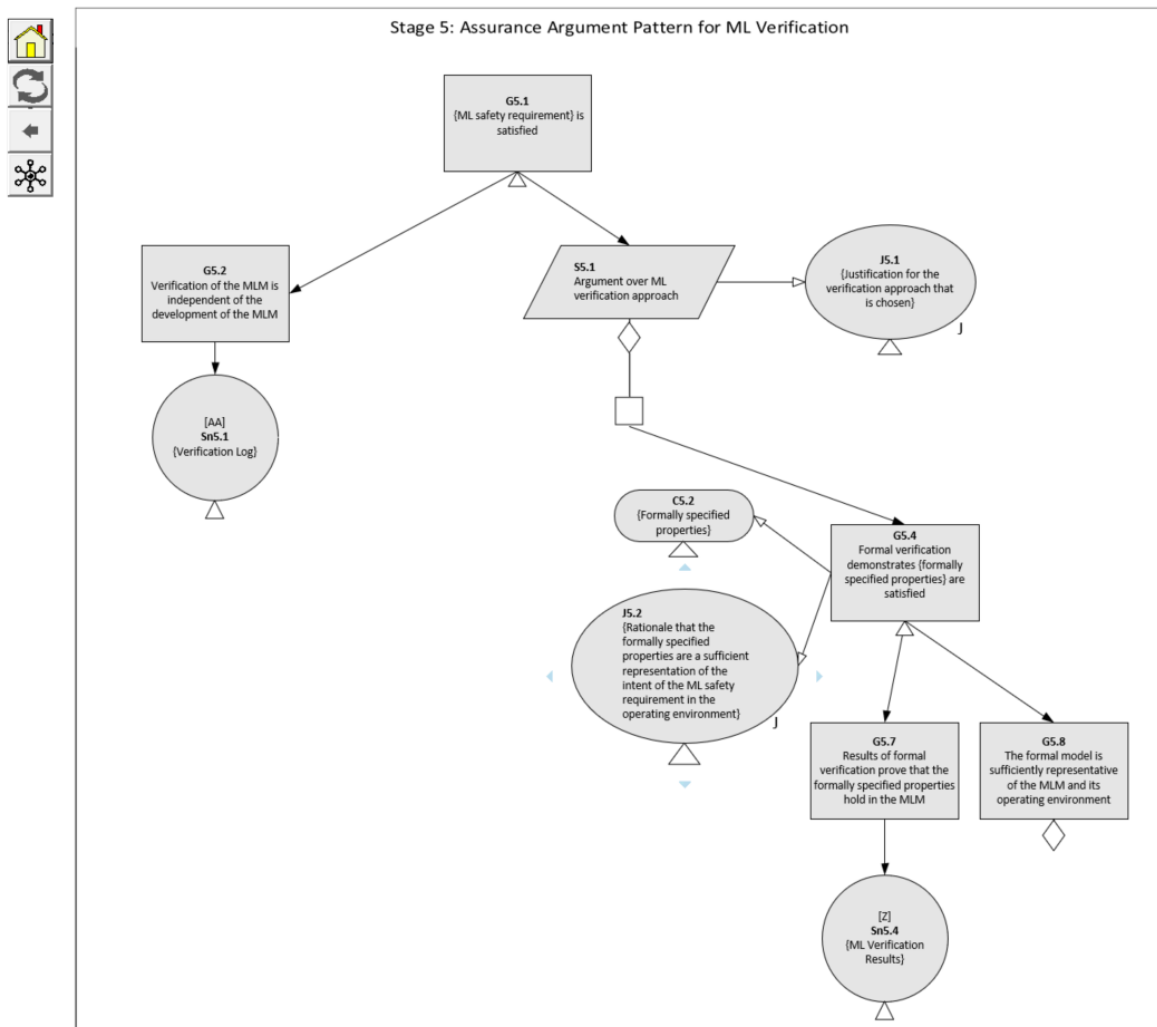 Stage 5: Assurance Argument Pattern for ML Verification
G5.1
{ML safety requirement} is
satisfied
G5.2
Verification of the MLM is
independent of the
development of the MLM
S5.1
Argument over ML
verification approach
J5.1
{Justification for the
verification approach that
is chosen}
J
[AA]
Sn5.1
{Verification Log}
C5.2
{Formally specified
properties}
G5.4
Formal verification
demonstrates {formally
specified properties} are
satisfied
J5.2
{Rationale that the
formally specified
properties are a sufficient
representation of the
intent of the ML safety
requirement in the
operating environment}
J
G5.7
Results of formal
verification prove that the
formally specified properties
hold in the MLM
G5.8
The formal model is
sufficiently representative
of the MLM and its
operating environment
[Z]
Sn5.4
{ML Verification
Results}